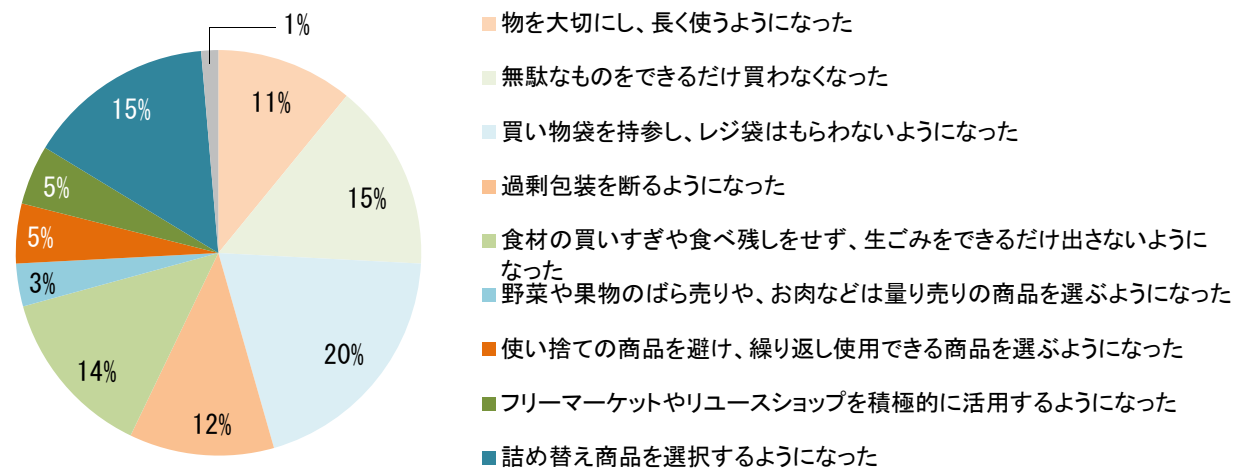 1%
11%
15%
20%
12%
14%
3%
5%
5%
15%
物を大切にし、長く使うようになった
無駄なものをできるだけ買わなくなった
買い物袋を持参し、レジ袋はもらわないようになった
過剰包装を断るようになった
食材の買いすぎや食べ残しをせず、生ごみをできるだけ出さないように
なった
野菜や果物のばら売りや、お肉などは量り売りの商品を選ぶようになった
使い捨ての商品を避け、繰り返し使用できる商品を選ぶようになった
フリーマーケットやリユースショップを積極的に活用するようになった
詰め替え商品を選択するようになった